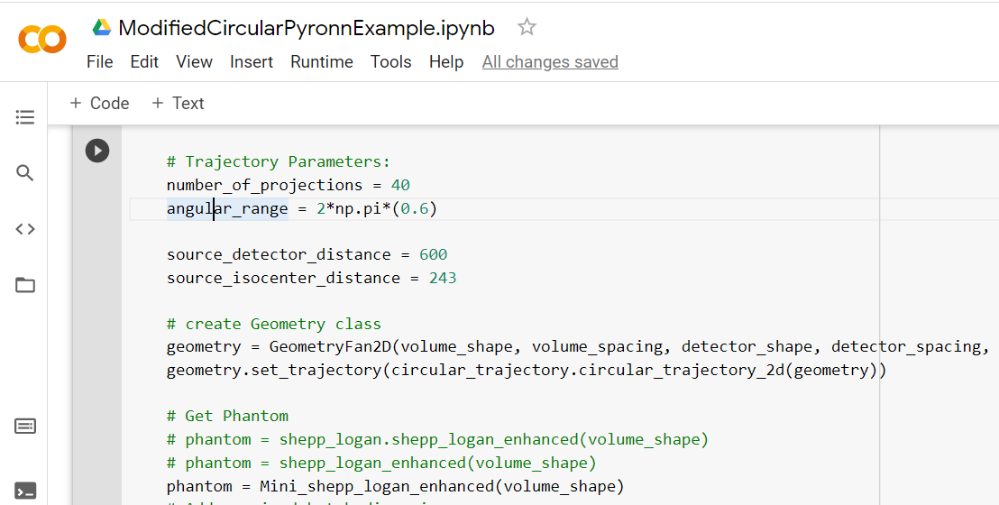 ModifiedCircularPyronnExample.ipynb
File Edit View Insert Runtime Tools Help All changes saved
+ Code + Text
# Trajectory Parameters:
number_of_projections = 40
angular_range = 2*np.pi*(0.6)
source_detector_distance = 600
source_isocenter_distance = 243
# create Geometry class
geometry = GeometryFan2D(volume_shape, volume_spacing, detector_shape, detector_spacing,
geometry.set_trajectory(circular_trajectory.circular_trajectory_2d(geometry))
# Get Phantom
# phantom = shepp_logan.shepp_logan_enhanced(volume_shape)
# phantom = shepp_logan_enhanced(volume_shape)
phantom = Mini_shepp_logan_enhanced(volume_shape)